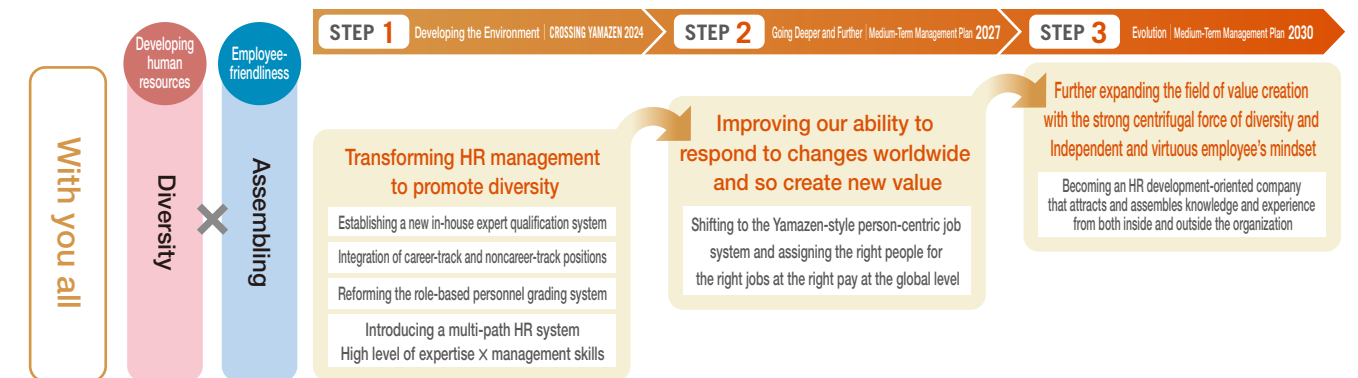 With you all
Developing
human
resources
Diversity
×
Employee-
friendliness
Assembling
STEP 1 Developing the Environment | CROSSING YAMAZEN 2024
Transforming HR management
to promote diversity
Establishing a new in-house expert qualification system
Integration of career-track and noncareer-track positions
Reforming the role-based personnel grading system
Introducing a multi-path HR system
High level of expertise × management skills
STEP 2 Going Deeper and Further | Medium-Term Management Plan 2027
Improving our ability to
respond to changes worldwide
and so create new value
Shifting to the Yamazen-style person-centric job
system and assigning the right people for
the right jobs at the right pay at the global level
STEP 3 Evolution | Medium-Term Management Plan 2030
Further expanding the field of value creation
with the strong centrifugal force of diversity and
Independent and virtuous employee's mindset
Becoming an HR development-oriented company
that attracts and assembles knowledge and experience
from both inside and outside the organization